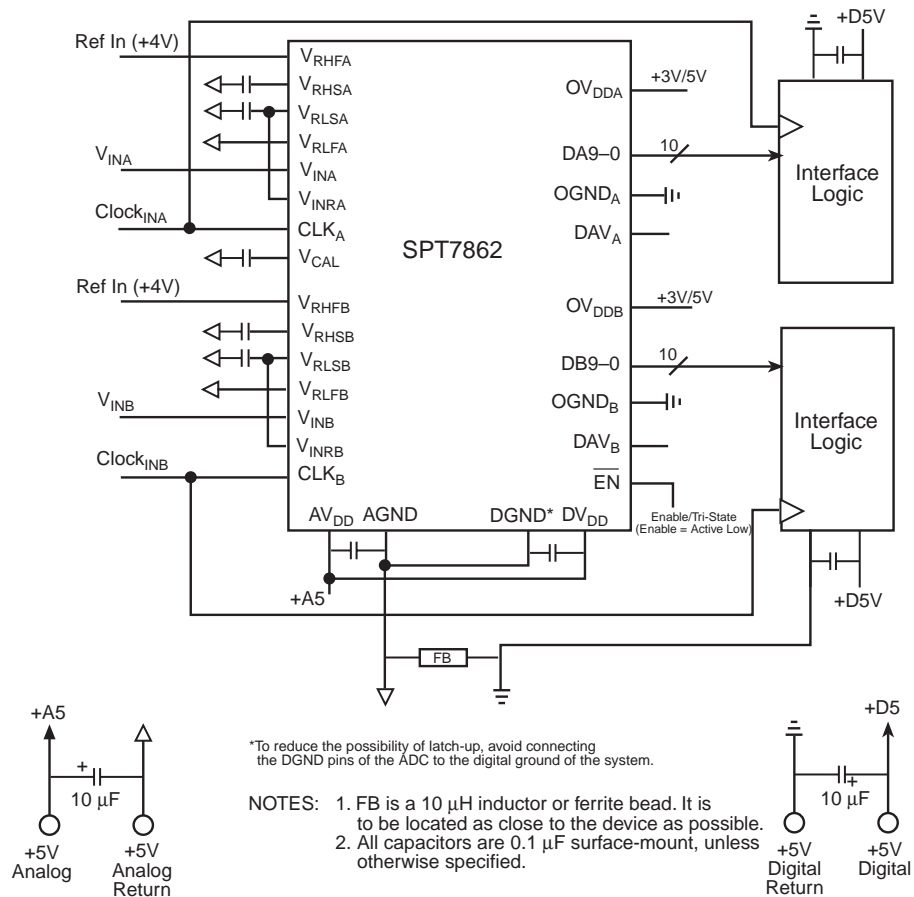 +D5V
Ref In (+4V)
VRHFA
VRHSA
VRLSA
VRLFA
VINA
VINA
VINRA
ClockINA
CLKA
VCAL
Ref In (+4V)
VRHFB
VRHSB
VRLSB
VRLFB
VINB
VINB
VINRB
ClockINB
CLKB
SPT7862
OVDDA
+3V/5V
DA9–0
10
OGNDA
DAVA
OVDDB
+3V/5V
DB9–0
10
OGNDB
DAVB
EN
Enable/Tri-State
(Enable = Active Low)
Interface
Logic
Interface
Logic
+D5V
AVDD
AGND
DGND*
DVDD
+A5
FB
+A5
+
10 µF
+5V
Analog
+5V
Analog
Return
*To reduce the possibility of latch-up, avoid connecting
the DGND pins of the ADC to the digital ground of the system.
NOTES: 1. FB is a 10 µH inductor or ferrite bead. It is
to be located as close to the device as possible.
2. All capacitors are 0.1 µF surface-mount, unless
otherwise specified.
+D5
+
10 µF
+5V
Digital
Return
+5V
Digital